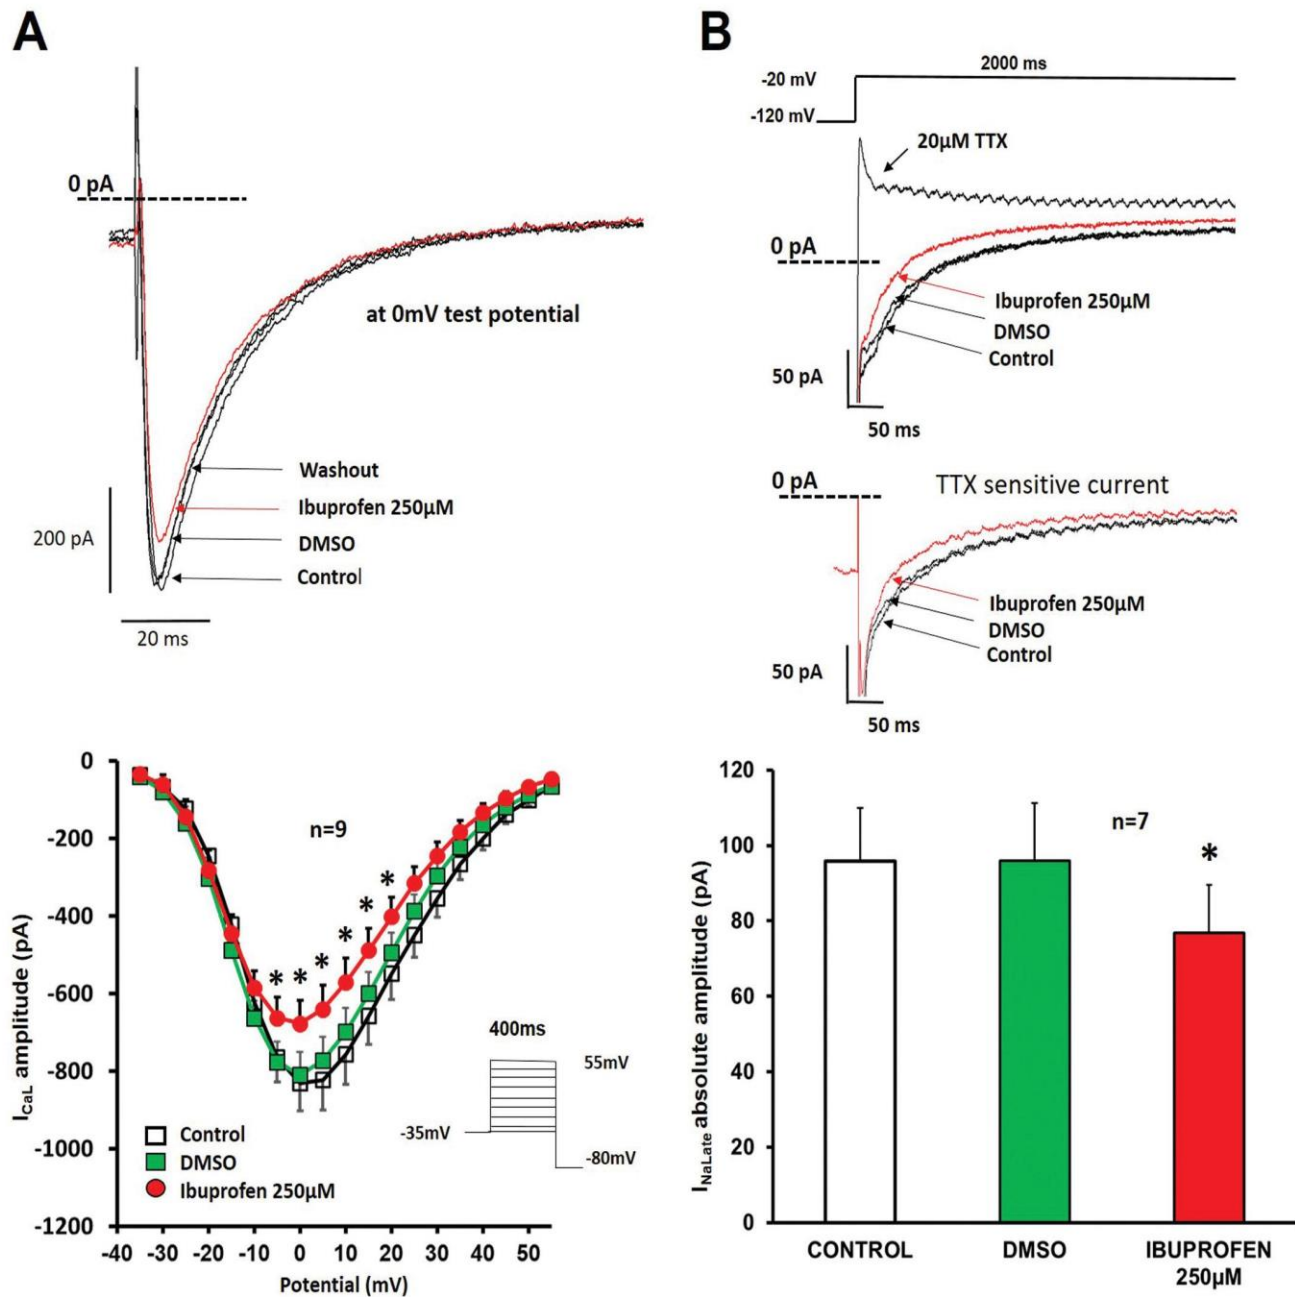 A
0 pA
at 0mV test potential
Washout
Ibuprofen 250µM
DMSO
Control
200 pA
20 ms
B
2000 ms
-20 mV
-120 mV
20µM TTX
0 pA
Ibuprofen 250µM
DMSO
Control
50 pA
50 ms
0 pA
TTX sensitive current
Ibuprofen 250µM
DMSO
Control
50 pA
50 ms
0
-200
-400
-600
-800
-1000
-1200
I_CaL amplitude (pA)
n=9
* * * * * *
400ms
55mV
-35mV
-80mV
Control
DMSO
Ibuprofen 250µM
-40 -30 -20 -10 0 10 20 30 40 50
Potential (mV)
120
100
80
60
40
20
0
I_NaLate absolute amplitude (pA)
n=7
*
CONTROL
DMSO
IBUPROFEN
250µM